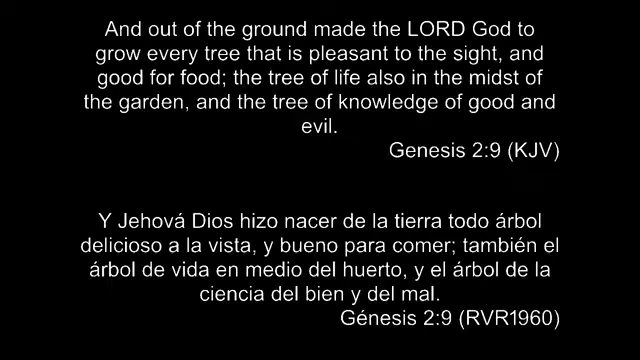 And out of the ground made the LORD God to
grow every tree that is pleasant to the sight, and
good for food; the tree of life also in the midst of
the garden, and the tree of knowledge of good and
evil.
Genesis 2:9 (KJV)
Y Jehová Dios hizo nacer de la tierra todo árbol
delicioso a la vista, y bueno para comer; también el
árbol de vida en medio del huerto, y el árbol de la
ciencia del bien y del mal.
Génesis 2:9 (RVR1960)